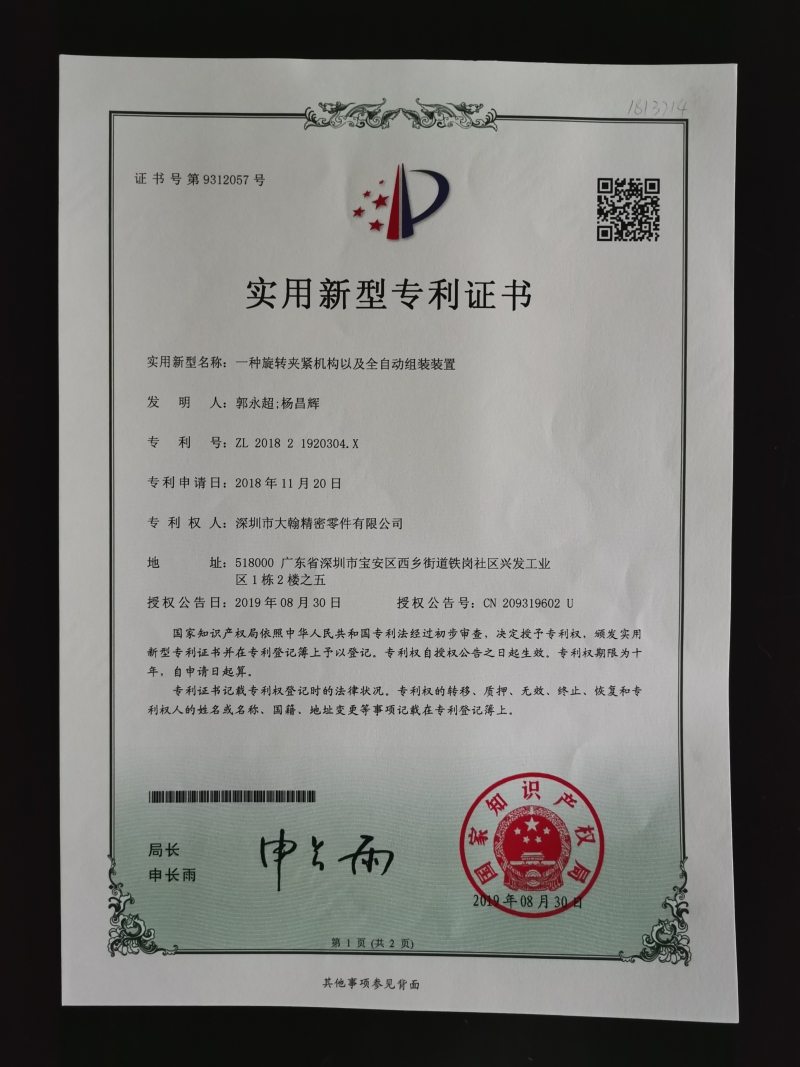 1813714
证书号第9312057号
实用新型专利证书
实用新型名称：一种旋转夹紧机构以及全自动组装装置
发明人：郭永超;杨昌辉
专利号：ZL 2018 2 1920304.X
专利申请日：2018年11月20日
专利权人：深圳市大翰精密零件有限公司
地址：518000 广东省深圳市宝安区西乡街道铁岗社区兴发工业
区1栋2楼之五
授权公告日：2019年08月30日 授权公告号：CN 209319602 U
国家知识产权局依照中华人民共和国专利法经过初步审查，决定授予专利权，颁发实用
新型专利证书并在专利登记簿上予以登记。专利权自授权公告之日起生效。专利权期限为十
年，自申请日起算。
专利证书记载专利权登记时的法律状况。专利权的转移、质押、无效、终止、恢复和专
利权人的姓名或名称、国籍、地址变更等事项记载在专利登记簿上。
局长
申长雨
申长雨
国家知识产权局
2019年08月30日
第1页(共2页)
其他事项参见背面